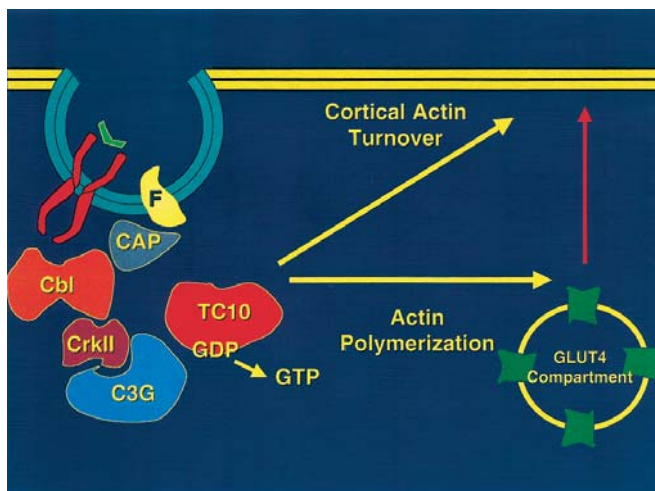 Cortical Actin
Turnover
F
CAP
Cbl
TC10
CrkII
GDP
GTP
C3G
Actin
Polymerization
GLUT4
Compartment